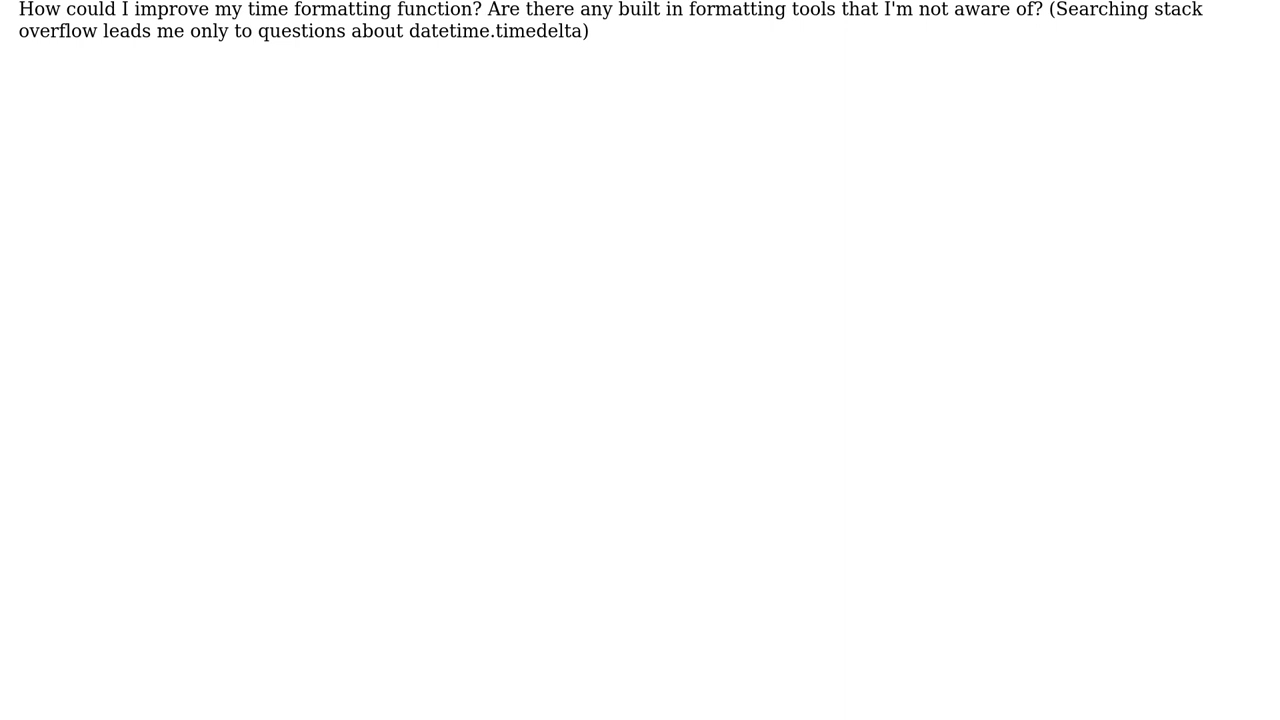 How could I improve my time formatting function? Are there any built in formatting tools that I'm not aware of? (Searching stack
overflow leads me only to questions about datetime.timedelta)